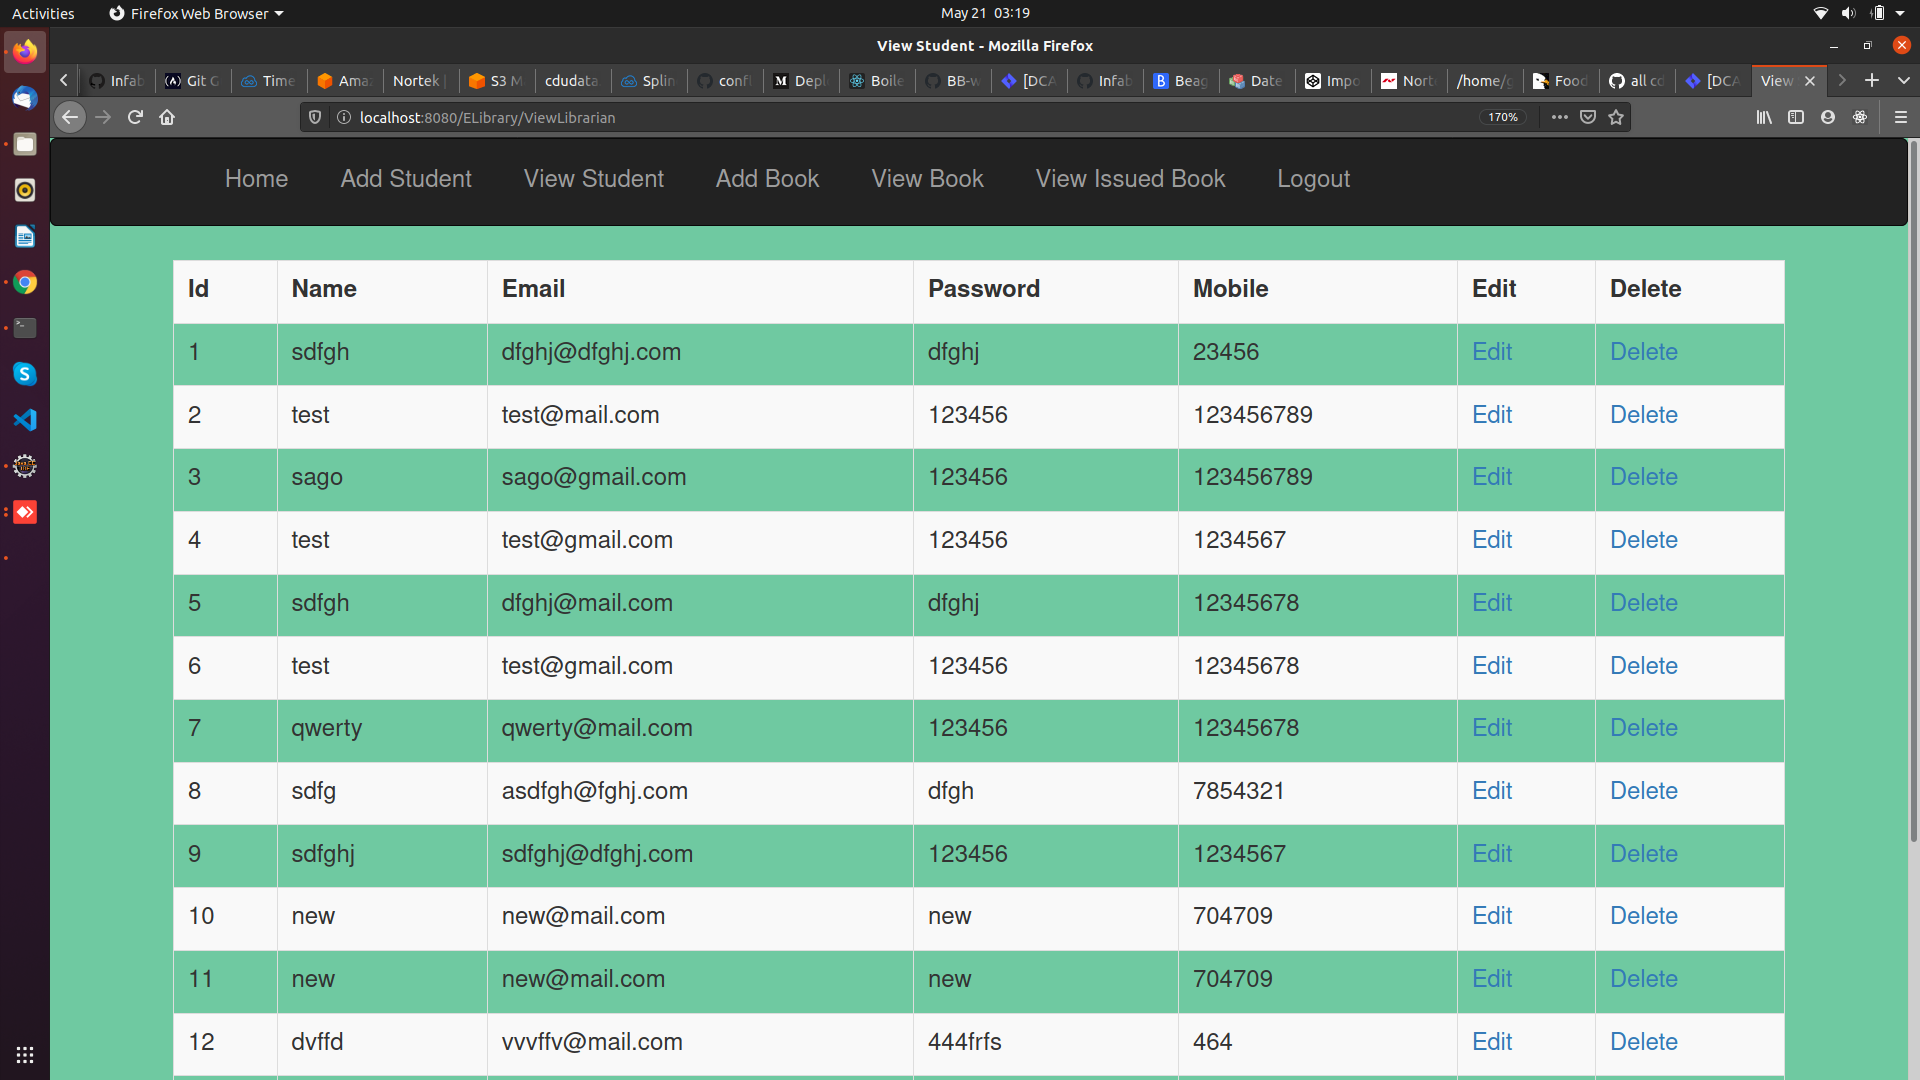 Activities Firefox Web Browser May 21 03:19
View Student - Mozilla Firefox
Infab Git G Time Amaz Nortek S3 M cdudata Splin confl Depl Boile BB-w [DCA Infab Beag Date Impo Nort /home/g Food all cd [DCA View
localhost:8080/ELibrary/ViewLibrarian 170%
Home Add Student View Student Add Book View Book View Issued Book Logout
Id Name Email Password Mobile Edit Delete
1 sdfgh dfghj@dfghj.com dfghj 23456 Edit Delete
2 test test@mail.com 123456 123456789 Edit Delete
3 sago sago@gmail.com 123456 123456789 Edit Delete
4 test test@gmail.com 123456 1234567 Edit Delete
5 sdfgh dfghj@mail.com dfghj 12345678 Edit Delete
6 test test@gmail.com 123456 12345678 Edit Delete
7 qwerty qwerty@mail.com 123456 12345678 Edit Delete
8 sdfg asdfgh@fghj.com dfgh 7854321 Edit Delete
9 sdfghj sdfghj@dfghj.com 123456 1234567 Edit Delete
10 new new@mail.com new 704709 Edit Delete
11 new new@mail.com new 704709 Edit Delete
12 dvffd vvvffv@mail.com 444frfs 464 Edit Delete